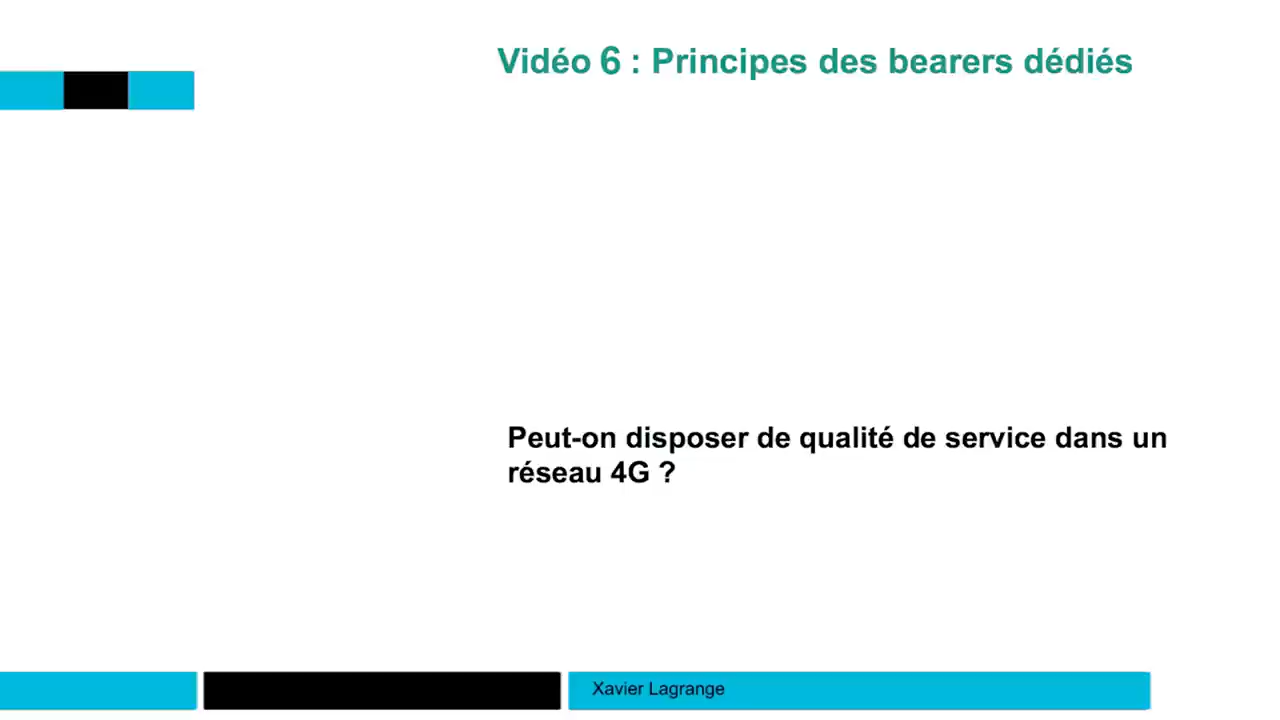 Vidéo 6 : Principes des bearers dédiés
Peut-on disposer de qualité de service dans un
réseau 4G ?
Xavier Lagrange